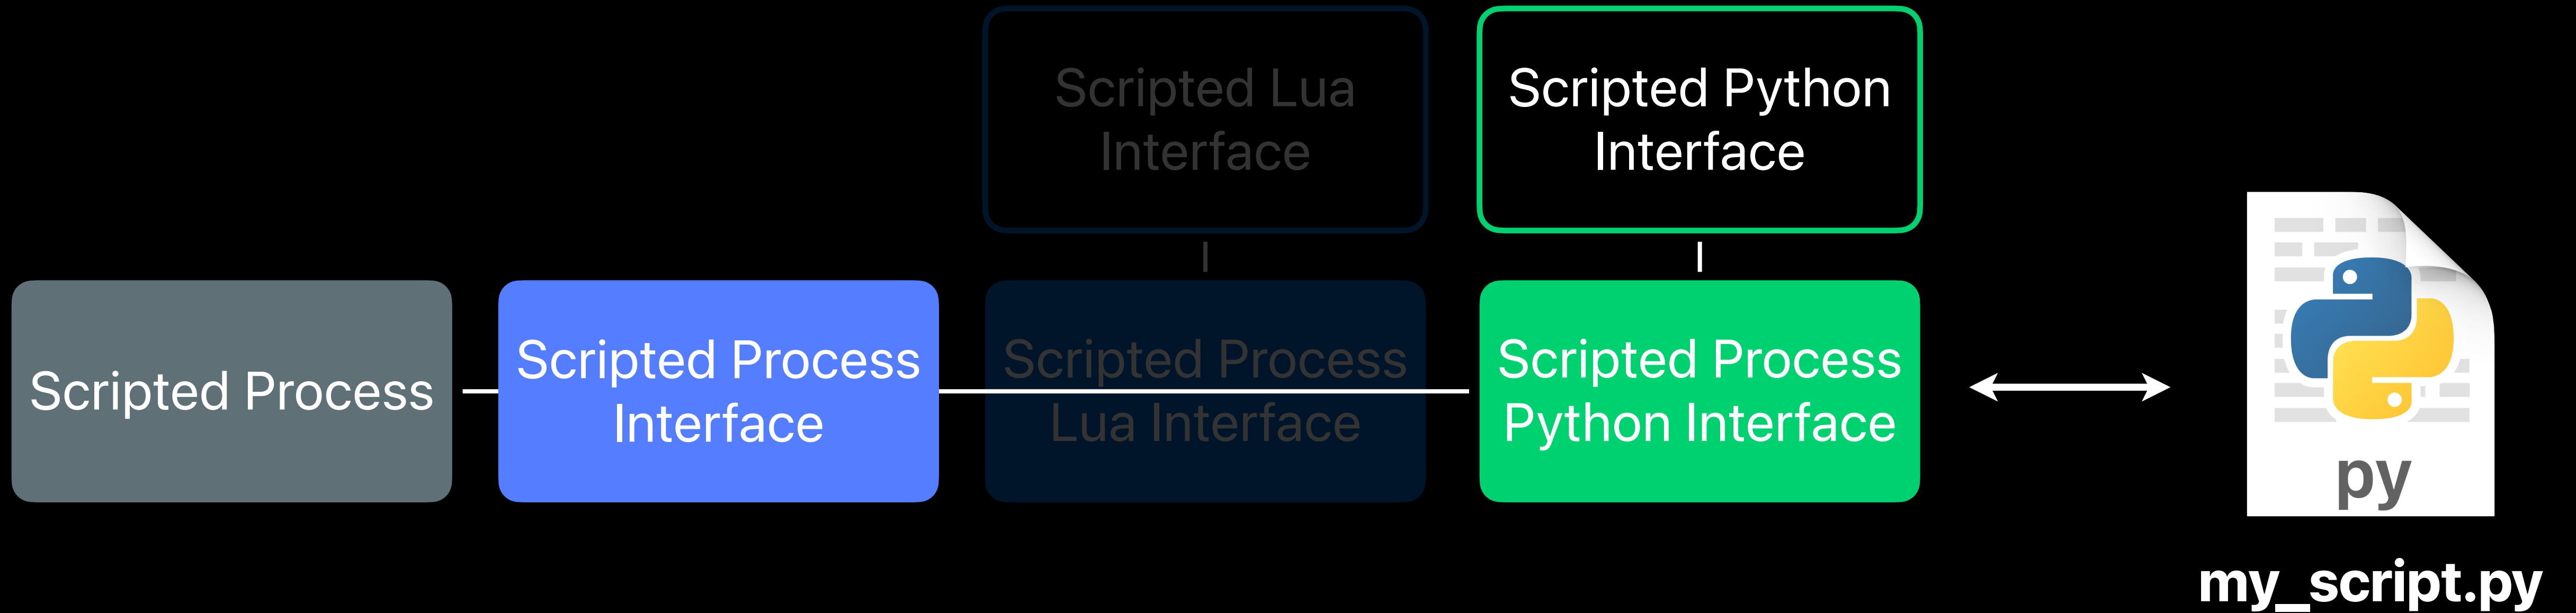 Scripted Lua
Interface
Scripted Python
Interface
Scripted Process
Scripted Process
Interface
Scripted Process
Lua Interface
Scripted Process
Python Interface
py
my_script.py